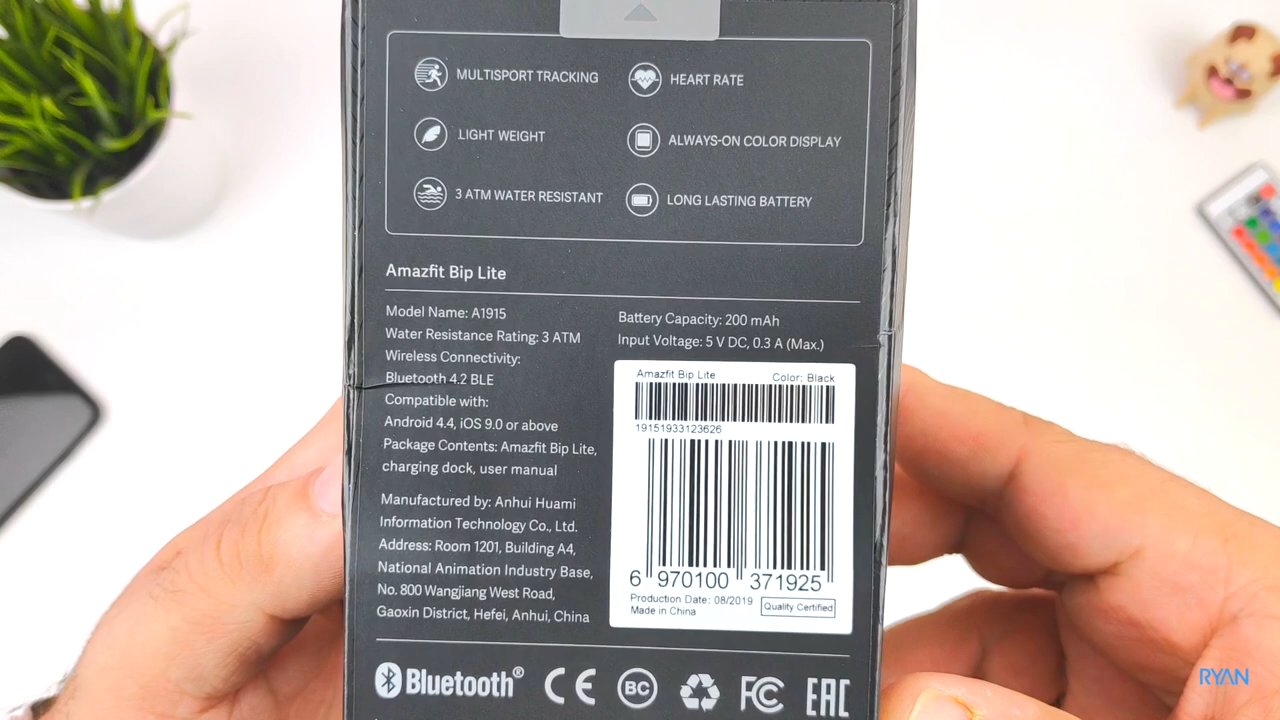 MULTISPORT TRACKING
HEART RATE
LIGHT WEIGHT
ALWAYS-ON COLOR DISPLAY
3 ATM WATER RESISTANT
LONG LASTING BATTERY
Amazfit Bip Lite
Model Name: A1915
Water Resistance Rating: 3 ATM
Wireless Connectivity:
Bluetooth 4.2 BLE
Compatible with:
Android 4.4, iOS 9.0 or above
Package Contents: Amazfit Bip Lite,
charging dock, user manual
Manufactured by: Anhui Huami
Information Technology Co., Ltd.
Address: Room 1201, Building A4,
National Animation Industry Base,
No. 800 Wangjiang West Road,
Gaoxin District, Hefei, Anhui, China
Battery Capacity: 200 mAh
Input Voltage: 5 V DC, 0.3 A (Max.)
Amazfit Bip Lite Color: Black
19151933123626
6 970100 371925
Production Date: 08/2019
Made in China
Quality Certified
Bluetooth® CE BC FC EAC
RYAN